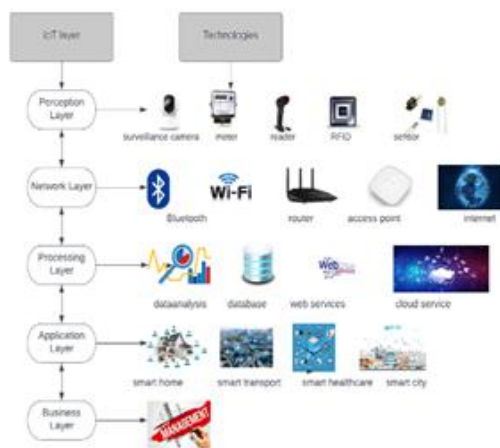 IoT layer
Technologies
Perception
Layer
surveillance camera
meter
reader
RFID
sensor
Network Layer
Wi-Fi
Bluetooth
router
access point
internet
Processing
Layer
Web
dataanalysis
database
web services
cloud service
Application
Layer
smart home
smart transport
smart healthcare
smart city
Business
Layer
MANAGEMENT